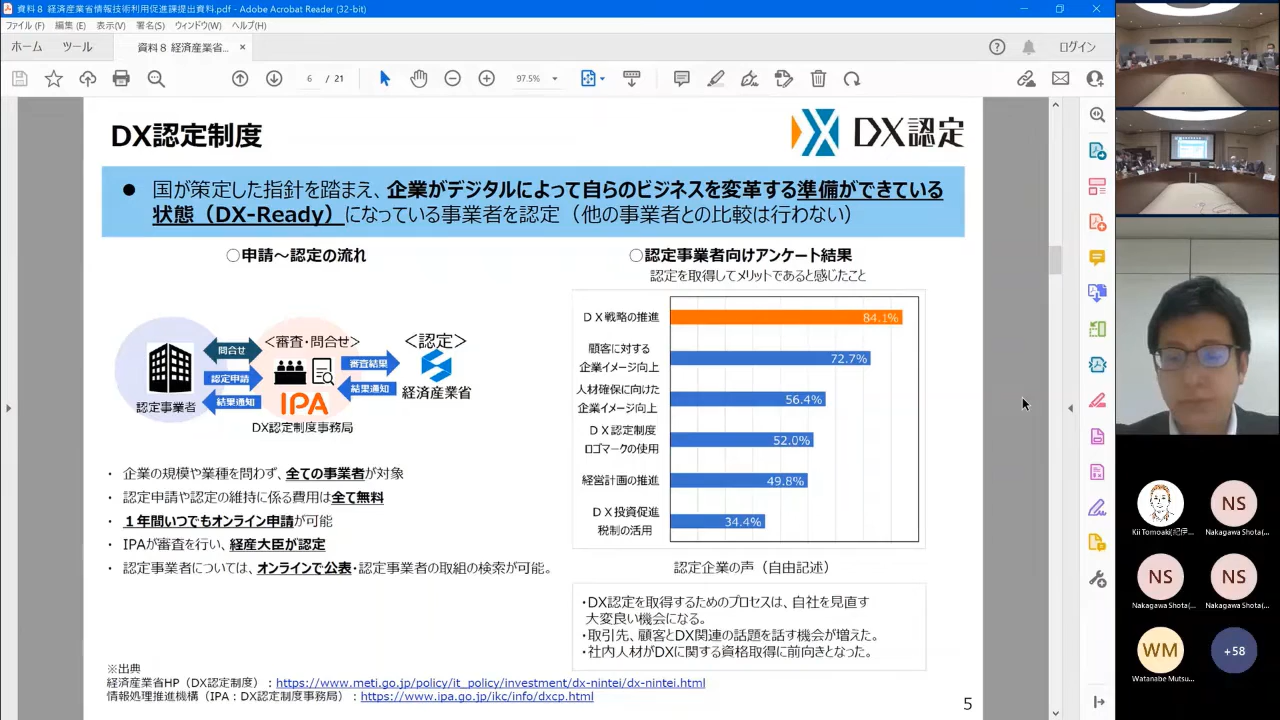 資料８ 経済産業省情報技術利用促進課提出資料.pdf - Adobe Acrobat Reader (32-bit)
ファイル(F) 編集(E) 表示(V) 署名(S) ウィンドウ(W) ヘルプ(H)
ホーム ツール 資料８ 経済産業省... × ログイン
6 / 21 97.5%
DX認定制度
DX認定
● 国が策定した指針を踏まえ、企業がデジタルによって自らのビジネスを変革する準備ができている
状態（DX-Ready）になっている事業者を認定（他の事業者との比較は行わない）
○申請～認定の流れ
問合せ
認定申請
結果通知
認定事業者
＜審査・問合せ＞
IPA
DX認定制度事務局
審査結果
結果通知
＜認定＞
経済産業省
・ 企業の規模や業種を問わず、全ての事業者が対象
・ 認定申請や認定の維持に係る費用は全て無料
・ １年間いつでもオンライン申請が可能
・ IPAが審査を行い、経産大臣が認定
・ 認定事業者については、オンラインで公表・認定事業者の取組の検索が可能。
○認定事業者向けアンケート結果
認定を取得してメリットであると感じたこと
ＤＸ戦略の推進 84.1%
顧客に対する
企業イメージ向上 72.7%
人材確保に向けた
企業イメージ向上 56.4%
ＤＸ認定制度
ロゴマークの使用 52.0%
経営計画の推進 49.8%
ＤＸ投資促進
税制の活用 34.4%
認定企業の声（自由記述）
・DX認定を取得するためのプロセスは、自社を見直す
大変良い機会になる。
・取引先、顧客とDX関連の話題を話す機会が増えた。
・社内人材がDXに関する資格取得に前向きとなった。
※出典
経済産業省HP（DX認定制度）：https://www.meti.go.jp/policy/it_policy/investment/dx-nintei/dx-nintei.html
情報処理推進機構（IPA；DX認定制度事務局）：https://www.ipa.go.jp/ikc/info/dxcp.html
5
NS
Kii Tomoaki(紀伊... Nakagawa Shota(...
NS NS
Nakagawa Shota(... Nakagawa Shota(...
WM +58
Watanabe Mutsu...